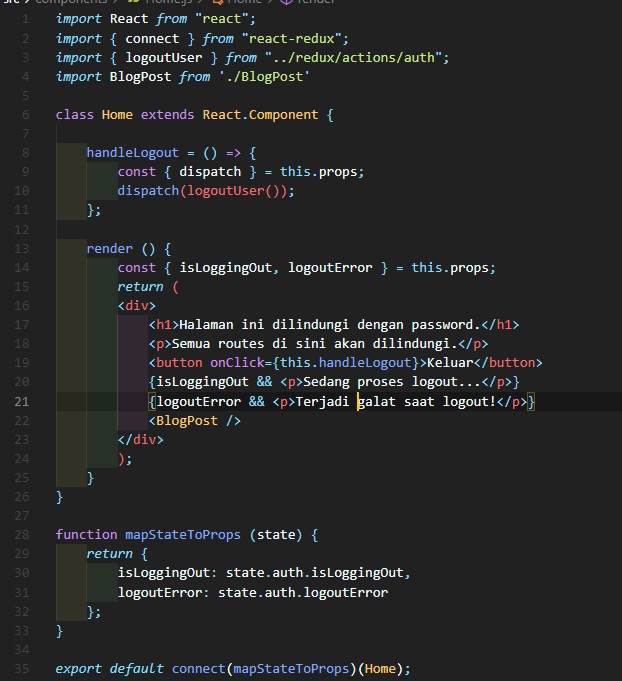 src > components > Home.js > Home > render
1 import React from "react";
2 import { connect } from "react-redux";
3 import { logoutUser } from "../redux/actions/auth";
4 import BlogPost from './BlogPost'
5
6 class Home extends React.Component {
7
8     handleLogout = () => {
9         const { dispatch } = this.props;
10         dispatch(logoutUser());
11     };
12
13     render () {
14         const { isLoggingOut, logoutError } = this.props;
15         return (
16         <div>
17             <h1>Halaman ini dilindungi dengan password.</h1>
18             <p>Semua routes di sini akan dilindungi.</p>
19             <button onClick={this.handleLogout}>Keluar</button>
20             {isLoggingOut && <p>Sedang proses logout...</p>}
21             {logoutError && <p>Terjadi galat saat logout!</p>}
22             <BlogPost />
23         </div>
24         );
25     }
26 }
27
28 function mapStateToProps (state) {
29     return {
30         isLoggingOut: state.auth.isLoggingOut,
31         logoutError: state.auth.logoutError
32     };
33 }
34
35 export default connect(mapStateToProps)(Home);